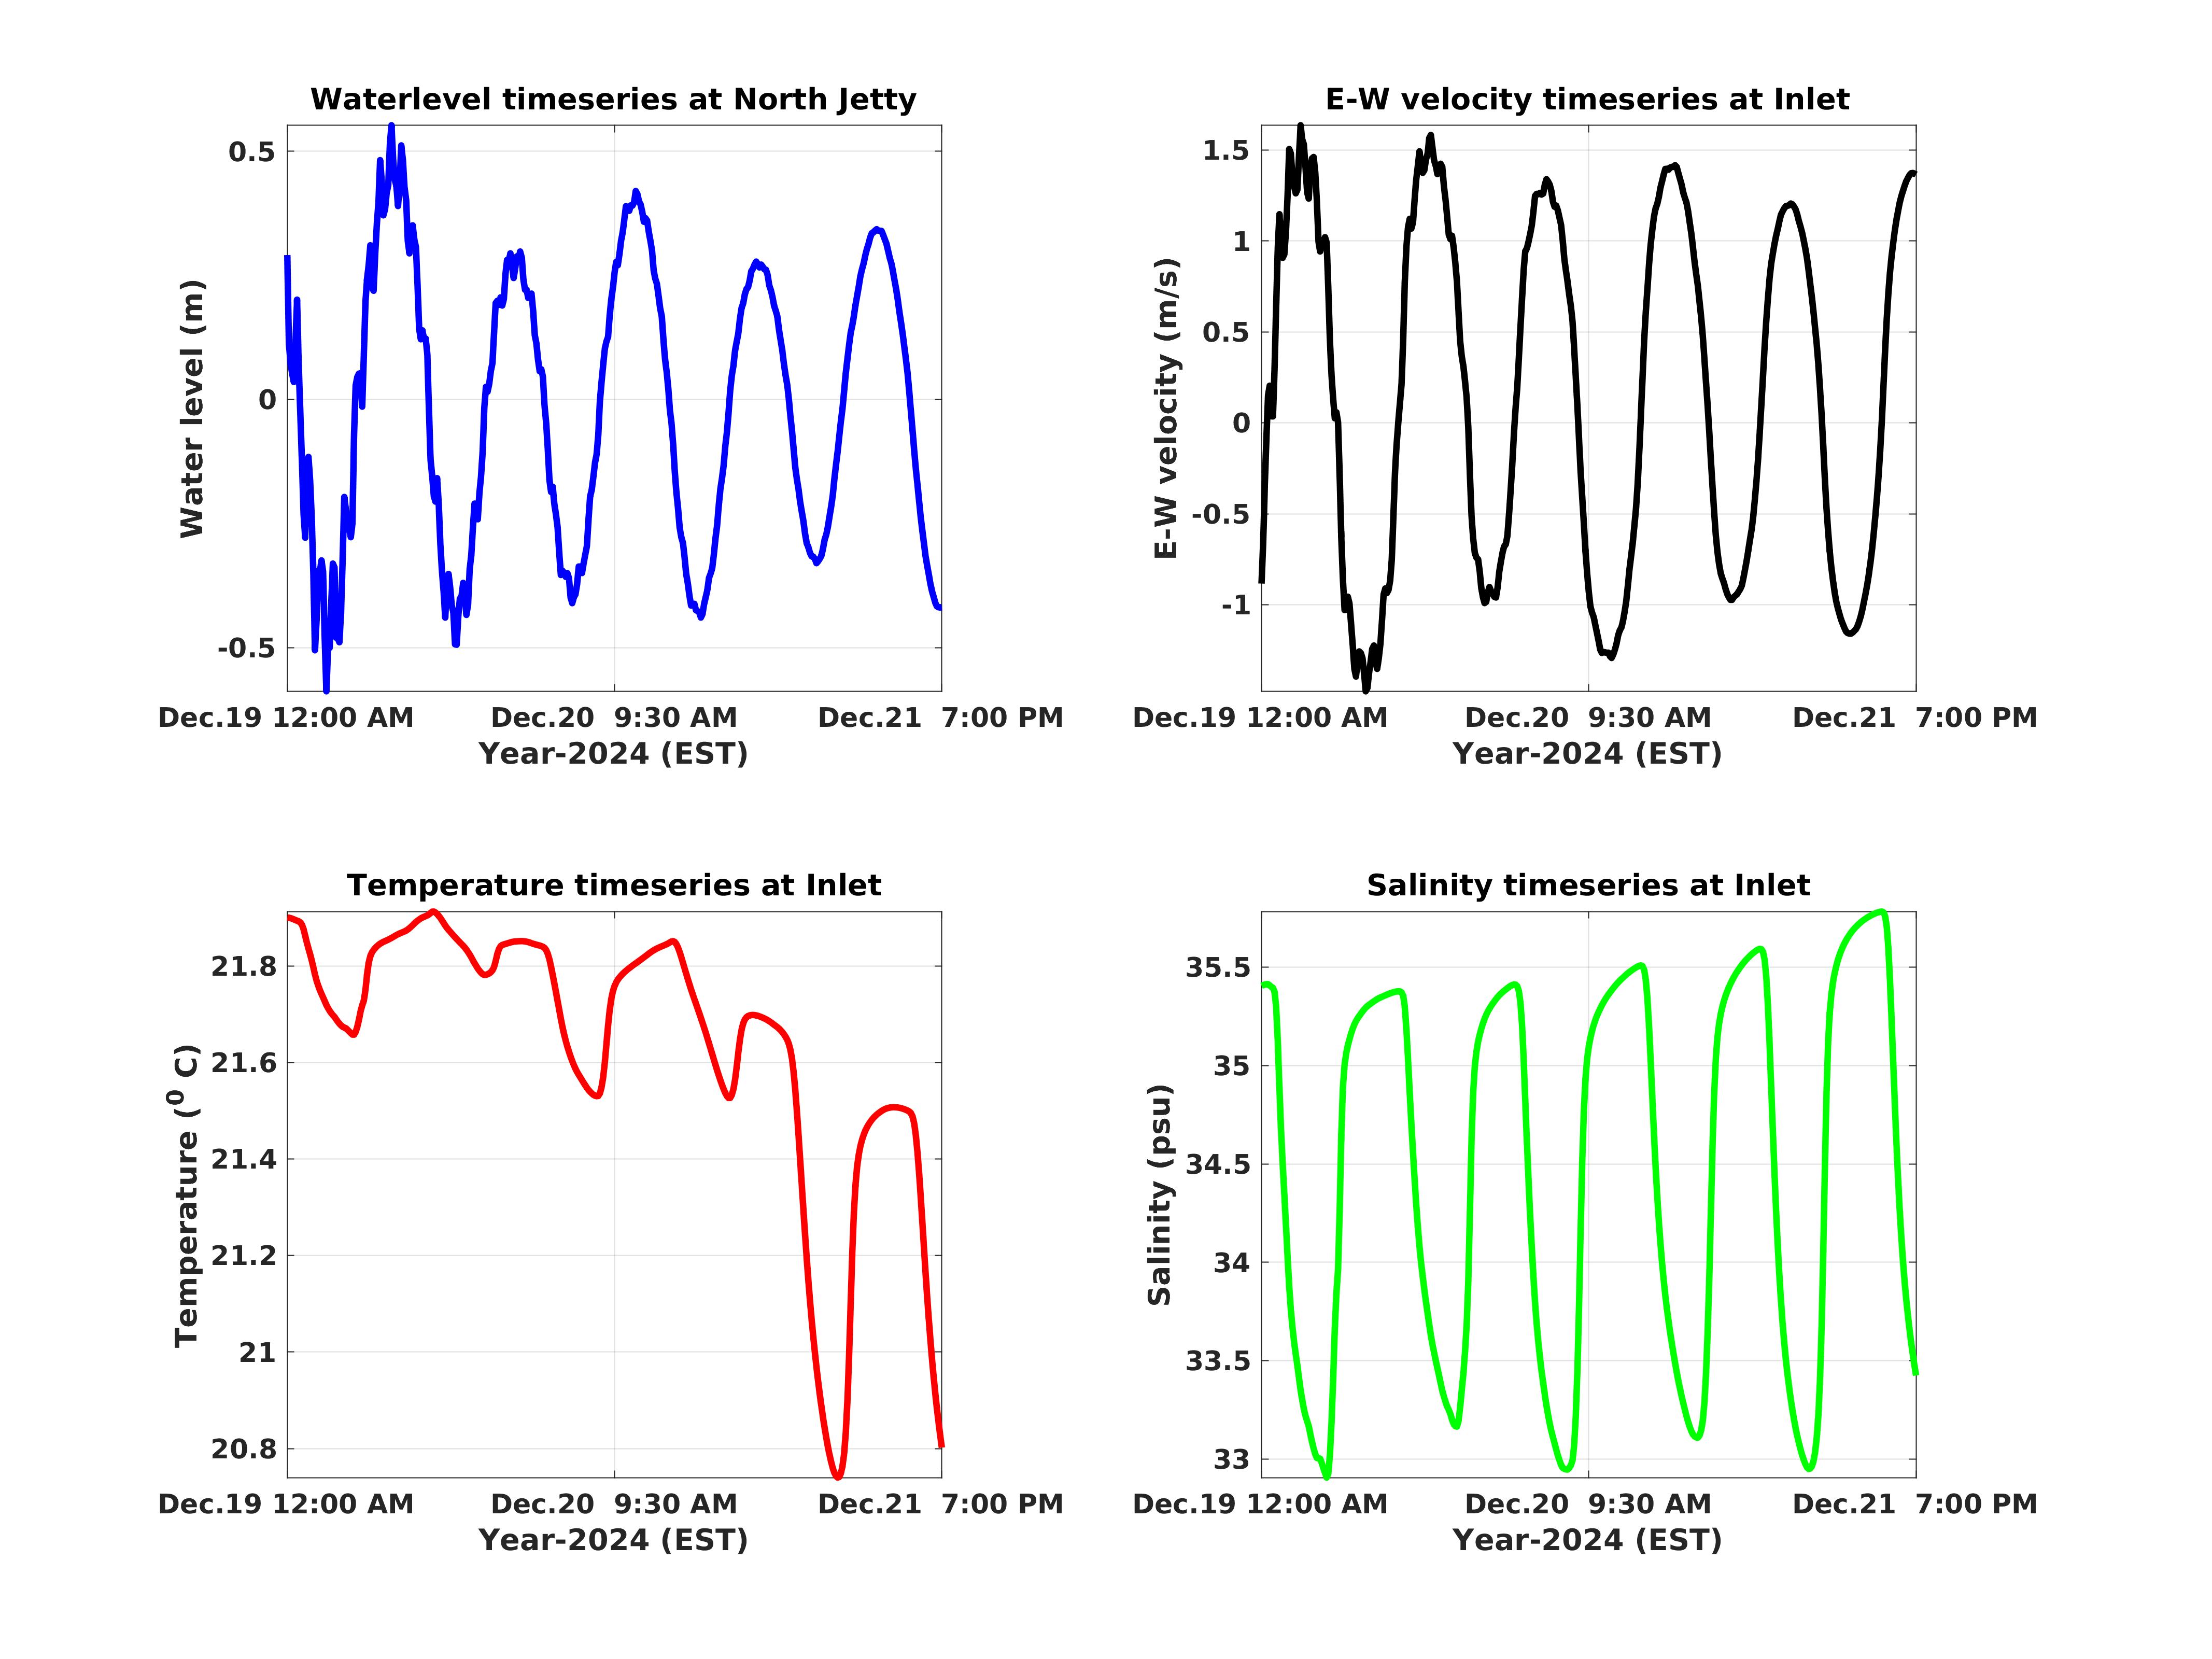 Waterlevel timeseries at North Jetty
0.5
0
-0.5
Water level (m)
Dec.19 12:00 AM Dec.20 9:30 AM Dec.21 7:00 PM
Year-2024 (EST)
E-W velocity timeseries at Inlet
1.5
1
0.5
0
-0.5
-1
E-W velocity (m/s)
Dec.19 12:00 AM Dec.20 9:30 AM Dec.21 7:00 PM
Year-2024 (EST)
Temperature timeseries at Inlet
21.8
21.6
21.4
21.2
21
20.8
Temperature (⁰ C)
Dec.19 12:00 AM Dec.20 9:30 AM Dec.21 7:00 PM
Year-2024 (EST)
Salinity timeseries at Inlet
35.5
35
34.5
34
33.5
33
Salinity (psu)
Dec.19 12:00 AM Dec.20 9:30 AM Dec.21 7:00 PM
Year-2024 (EST)